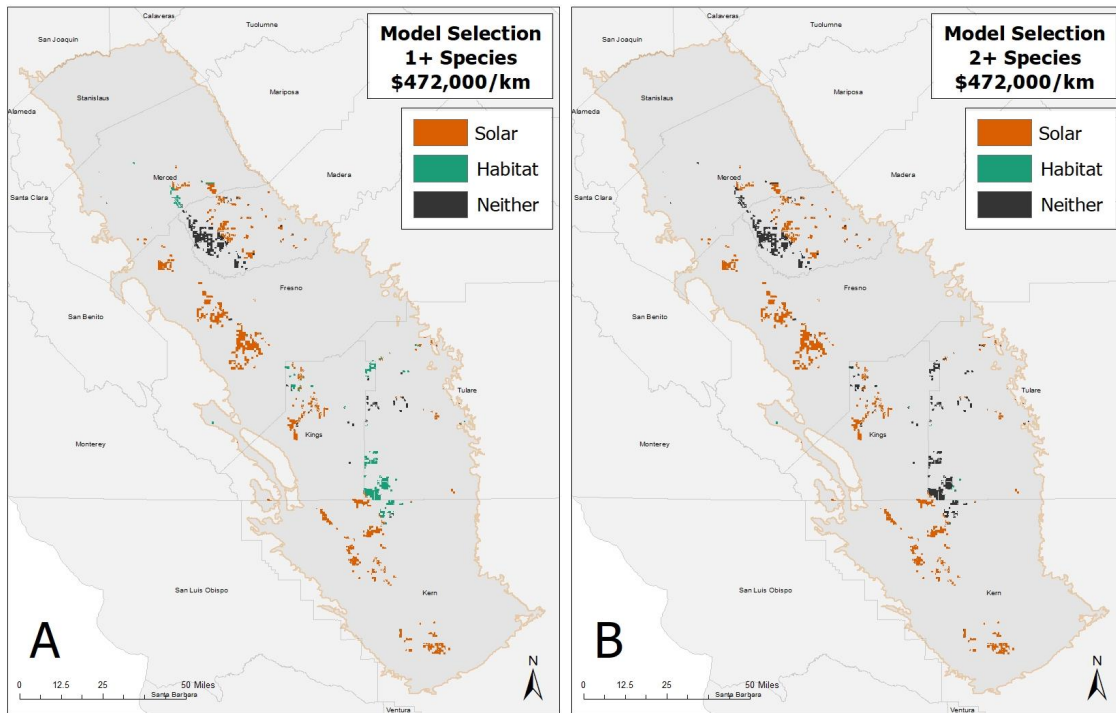 Calaveras
Tuolumne
San Joaquin
Model Selection
1+ Species
$472,000/km
Stanislaus
Mariposa
Alameda
Solar
Habitat
Neither
Merced
Madera
Santa Clara
Fresno
San Benito
Tulare
Kings
Monterey
San Luis Obispo
Kern
A
N
0 12.5 25 50 Miles
Santa Barbara
Ventura
Calaveras
Tuolumne
San Joaquin
Model Selection
2+ Species
$472,000/km
Stanislaus
Mariposa
Alameda
Solar
Habitat
Neither
Merced
Madera
Santa Clara
Fresno
San Benito
Tulare
Kings
Monterey
San Luis Obispo
Kern
B
N
0 12.5 25 50 Miles
Santa Barbara
Ventura